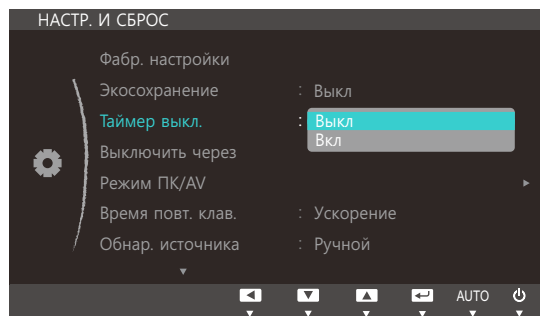 НАСТР. И СБРОС
Фабр. настройки
Экосохранение : Выкл
Таймер выкл. : Выкл
Вкл
Выключить через
Режим ПК/AV
Время повт. клав. : Ускорение
Обнар. источника : Ручной
AUTO